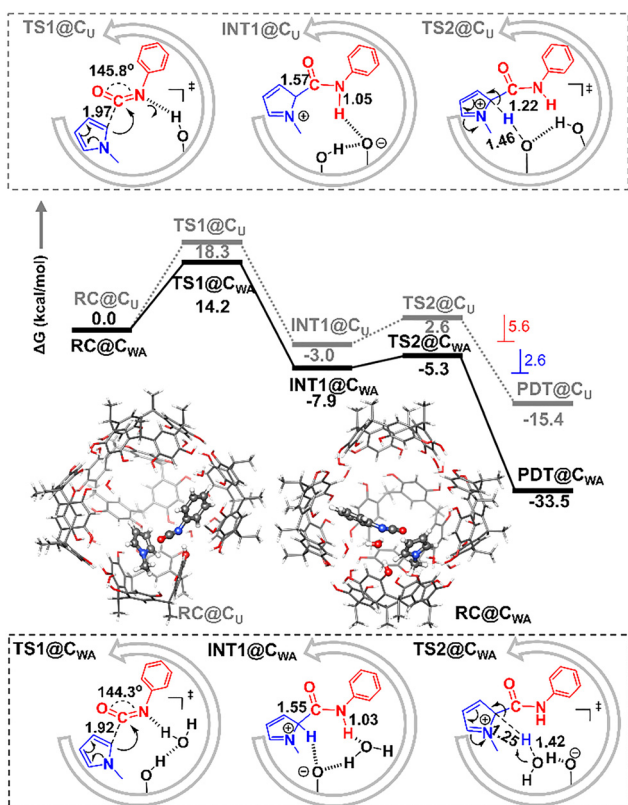 TS1@CU
INT1@CU
TS2@CU
145.8°
O=C=N
H
O
1.97
N
‡
1.57
O
N
H
1.05
N
⊕
O
H
O
⊖
O
N
H
1.22
‡
N
⊕
H
H
O
1.46
O
ΔG (kcal/mol)
TS1@CU
18.3
TS1@CWA
14.2
RC@CU
0.0
RC@CWA
INT1@CU
-3.0
INT1@CWA
-7.9
TS2@CU
2.6
TS2@CWA
-5.3
5.6
2.6
PDT@CU
-15.4
PDT@CWA
-33.5
RC@CU
RC@CWA
TS1@CWA
INT1@CWA
TS2@CWA
144.3°
O=C=N
‡
1.92
H
O
H
N
H
O
1.55
O
N
H
1.03
H
N
⊕
H
O
H
⊖
O
O
N
H
‡
N
⊕
1.25
H
1.42
O
H
H
O
⊖